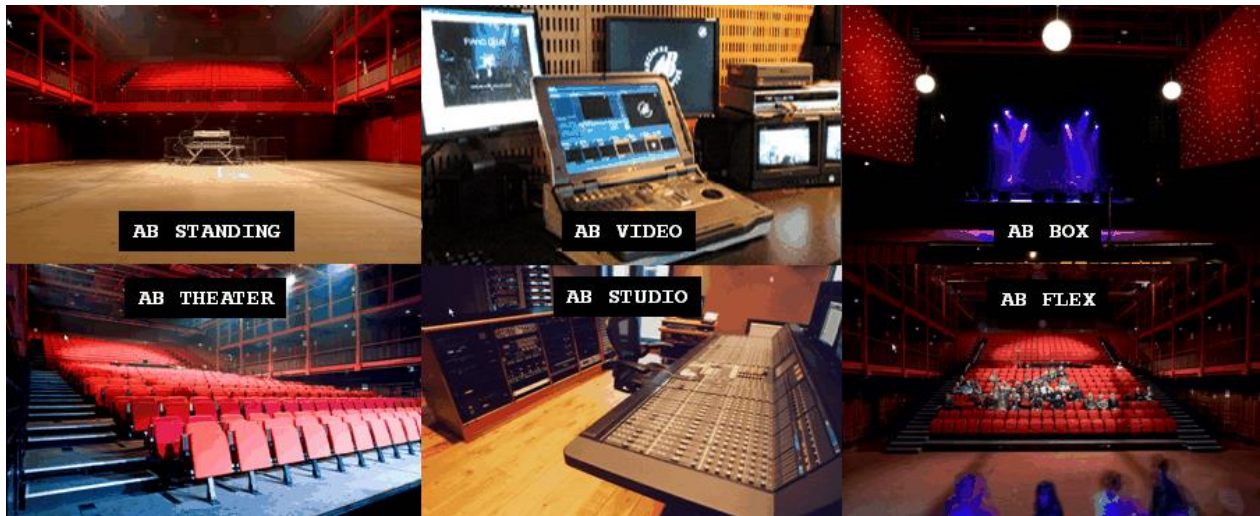 AB STANDING
AB VIDEO
AB BOX
AB THEATER
AB STUDIO
AB FLEX